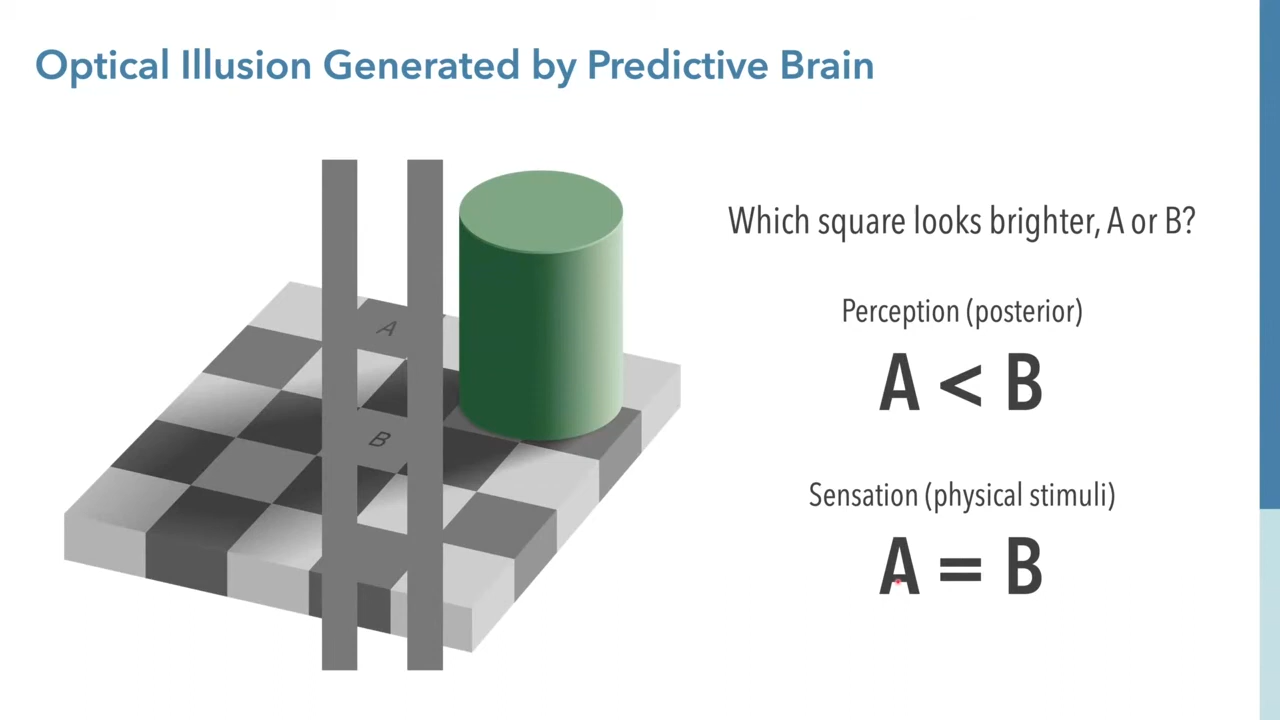 Optical Illusion Generated by Predictive Brain
A
B
Which square looks brighter, A or B?
Perception (posterior)
A < B
Sensation (physical stimuli)
A = B